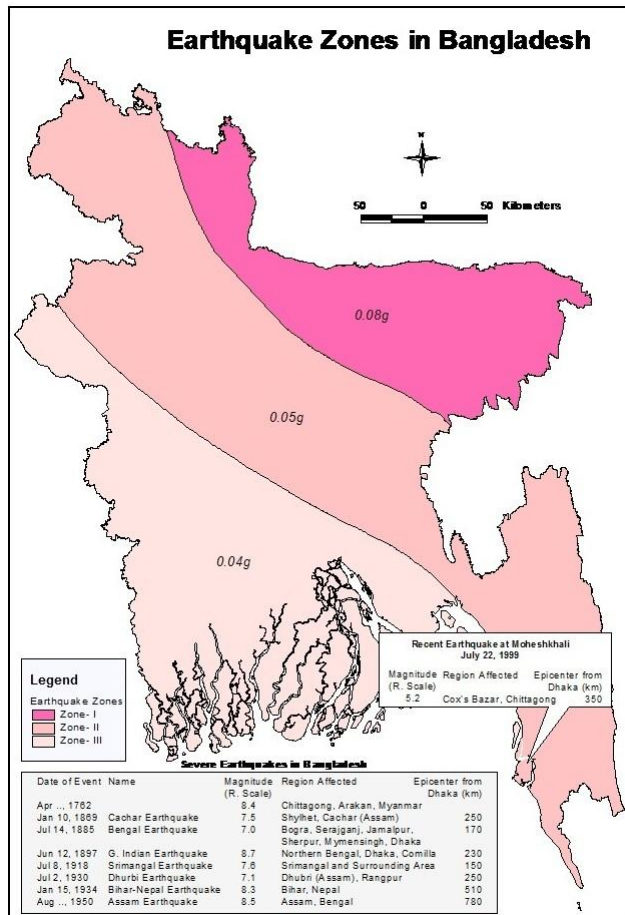 Earthquake Zones in Bangladesh
N
50 0 50 Kilometers
0.08g
0.05g
0.04g
Recent Earthquake at Moheshkhali
July 22, 1999
Magnitude Region Affected Epicenter from
(R. Scale) Dhaka (km)
5.2 Cox's Bazar, Chittagong 350
Legend
Earthquake Zones
Zone- I
Zone- II
Zone- III
Severe Earthquakes in Bangladesh
Date of Event Name Magnitude Region Affected Epicenter from
(R. Scale) Dhaka (km)
Apr .., 1762 8.4 Chittagong, Arakan, Myanmar
Jan 10, 1869 Cachar Earthquake 7.5 Shylhet, Cachar (Assam) 250
Jul 14, 1885 Bengal Earthquake 7.0 Bogra, Serajganj, Jamalpur, 170
Sherpur, Mymensingh, Dhaka
Jun 12, 1897 G. Indian Earthquake 8.7 Northern Bengal, Dhaka, Comilla 230
Jul 8, 1918 Srimangal Earthquake 7.6 Srimangal and Surrounding Area 150
Jul 2, 1930 Dhurbi Earthquake 7.1 Dhubri (Assam), Rangpur 250
Jan 15, 1934 Bihar-Nepal Earthquake 8.3 Bihar, Nepal 510
Aug .., 1950 Assam Earthquake 8.5 Assam, Bengal 780